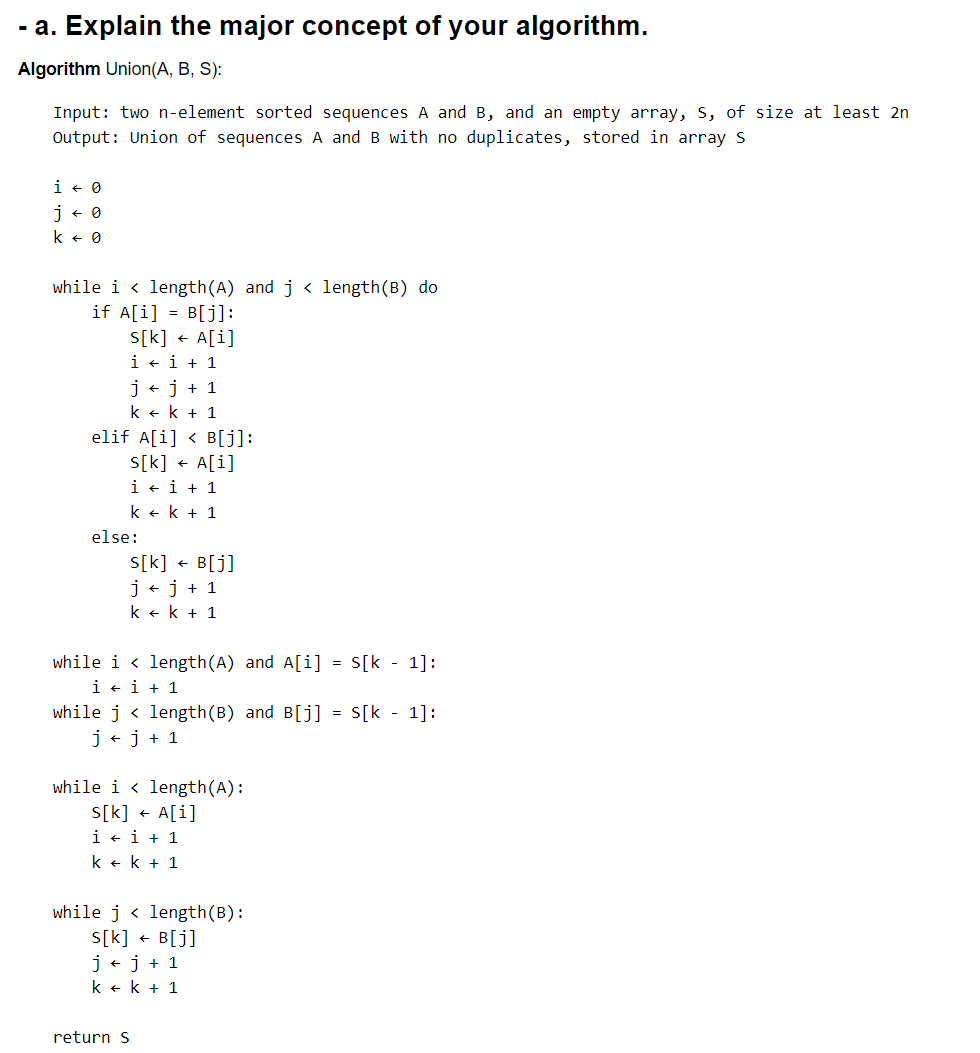 - a. Explain the major concept of your algorithm.
Algorithm Union(A, B, S):
Input: two n-element sorted sequences A and B, and an empty array, S, of size at least 2n
Output: Union of sequences A and B with no duplicates, stored in array S
i ← 0
j ← 0
k ← 0
while i < length(A) and j < length(B) do
if A[i] = B[j]:
S[k] ← A[i]
i ← i + 1
j ← j + 1
k ← k + 1
elif A[i] < B[j]:
S[k] ← A[i]
i ← i + 1
k ← k + 1
else:
S[k] ← B[j]
j ← j + 1
k ← k + 1
while i < length(A) and A[i] = S[k - 1]:
i ← i + 1
while j < length(B) and B[j] = S[k - 1]:
j ← j + 1
while i < length(A):
S[k] ← A[i]
i ← i + 1
k ← k + 1
while j < length(B):
S[k] ← B[j]
j ← j + 1
k ← k + 1
return S